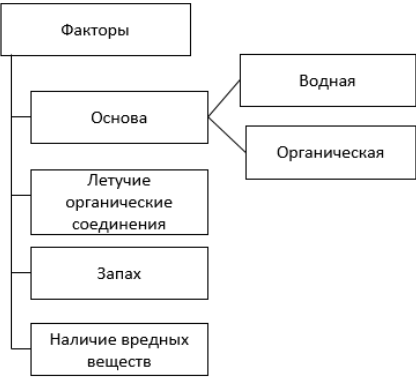 Факторы
Основа
Водная
Органическая
Летучие
органические
соединения
Запах
Наличие вредных
веществ